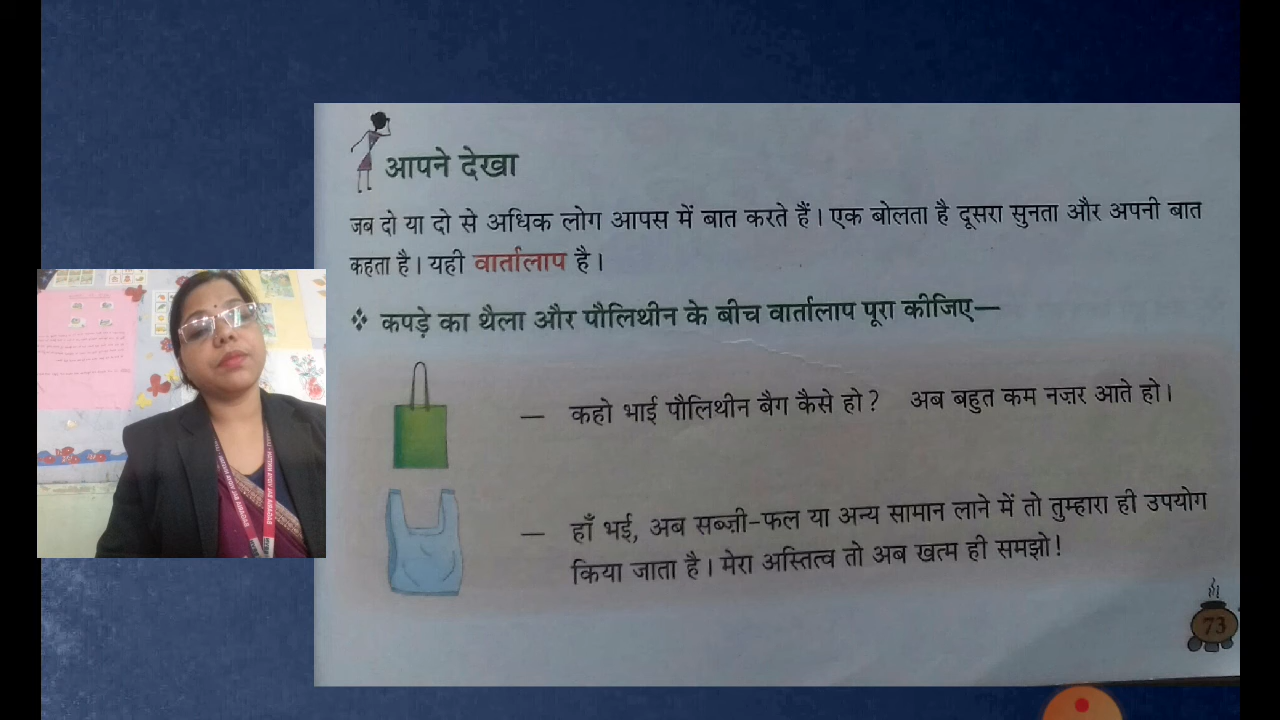 आपने देखा
जब दो या दो से अधिक लोग आपस में बात करते हैं। एक बोलता है दूसरा सुनता और अपनी बात
कहता है। यही वार्तालाप है।
❖ कपड़े का थैला और पौलिथीन के बीच वार्तालाप पूरा कीजिए—
— कहो भाई पौलिथीन बैग कैसे हो? अब बहुत कम नज़र आते हो।
— हाँ भई, अब सब्ज़ी-फल या अन्य सामान लाने में तो तुम्हारा ही उपयोग
किया जाता है। मेरा अस्तित्व तो अब खत्म ही समझो!
73